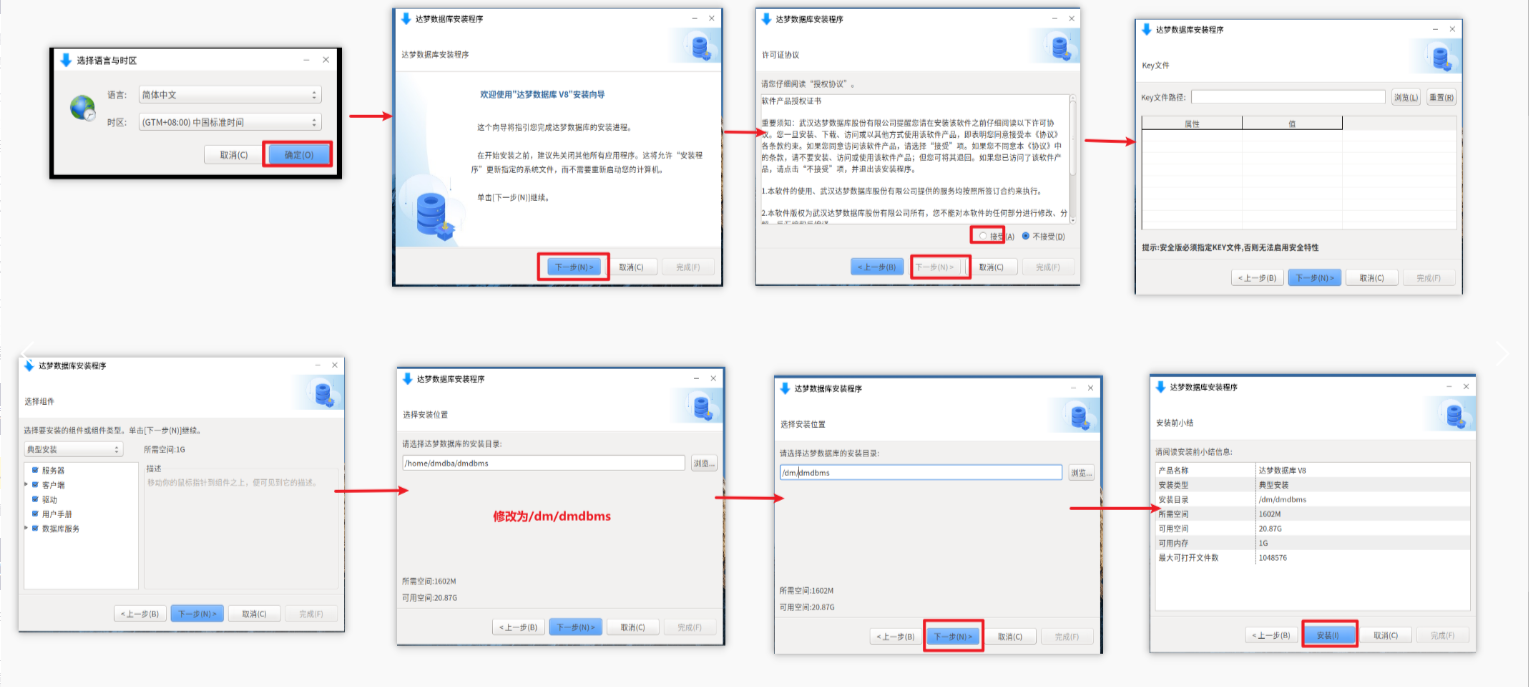 选择语言与时区
语言:
简体中文
时区:
(GTM+08:00) 中国标准时间
取消(C)
确定(O)
达梦数据库安装程序
达梦数据库安装程序
欢迎使用"达梦数据库 V8"安装向导
这个向导将指引您完成达梦数据库的安装进程。
在开始安装之前，建议先关闭其他所有应用程序。这将允许“安装程
序”更新指定的系统文件，而不需要重新启动您的计算机。
单击[下一步(N)]继续。
下一步(N) >
取消(C)
完成(F)
达梦数据库安装程序
许可证协议
请您仔细阅读“授权协议”。
软件产品授权证书
重要须知：武汉达梦数据库股份有限公司提醒您请在安装该软件之前仔细阅读以下许可协
议。您一旦安装、下载、访问或以其他方式使用该软件产品，即表明您同意接受本《协议》
各条款约束。如果您同意访问该软件产品，请选择“接受”项。如果您不同意本《协议》中
的条款，请不要安装、访问或使用该软件产品；但您可将其退回。如果您已访问了该软件产
品，请点击“不接受”项，并退出该安装程序。
1.本软件的使用、武汉达梦数据库股份有限公司提供的服务均按照所签订合约来执行。
2.本软件版权为武汉达梦数据库股份有限公司所有，您不能对本软件的任何部分进行修改、分
接受(A)
不接受(D)
<上一步(B)
下一步(N) >
取消(C)
完成(F)
达梦数据库安装程序
Key文件
Key文件路径:
浏览(L)
重置(R)
属性
值
提示:安全版必须指定KEY文件,否则无法启用安全特性
<上一步(B)
下一步(N) >
取消(C)
完成(F)
达梦数据库安装程序
选择组件
选择要安装的组件或组件类型。单击[下一步(N)]继续。
典型安装
所需空间:1G
服务器
客户端
驱动
用户手册
数据库服务
描述
移动你的鼠标指针到组件之上，便可见到它的描述。
<上一步(B)
下一步(N) >
取消(C)
完成(F)
达梦数据库安装程序
选择安装位置
请选择达梦数据库的安装目录:
/home/dmdba/dmdbms
浏览...
修改为/dm/dmdbms
所需空间:1602M
可用空间:20.87G
<上一步(B)
下一步(N) >
取消(C)
完成(F)
达梦数据库安装程序
选择安装位置
请选择达梦数据库的安装目录:
/dm/dmdbms
浏览...
所需空间:1602M
可用空间:20.87G
<上一步(B)
下一步(N) >
取消(C)
完成(F)
达梦数据库安装程序
安装前小结
请阅读安装前小结信息:
产品名称
达梦数据库 V8
安装类型
典型安装
安装目录
/dm/dmdbms
所需空间
1602M
可用空间
20.87G
可用内存
1G
最大可打开文件数
1048576
<上一步(B)
安装(I)
取消(C)
完成(F)